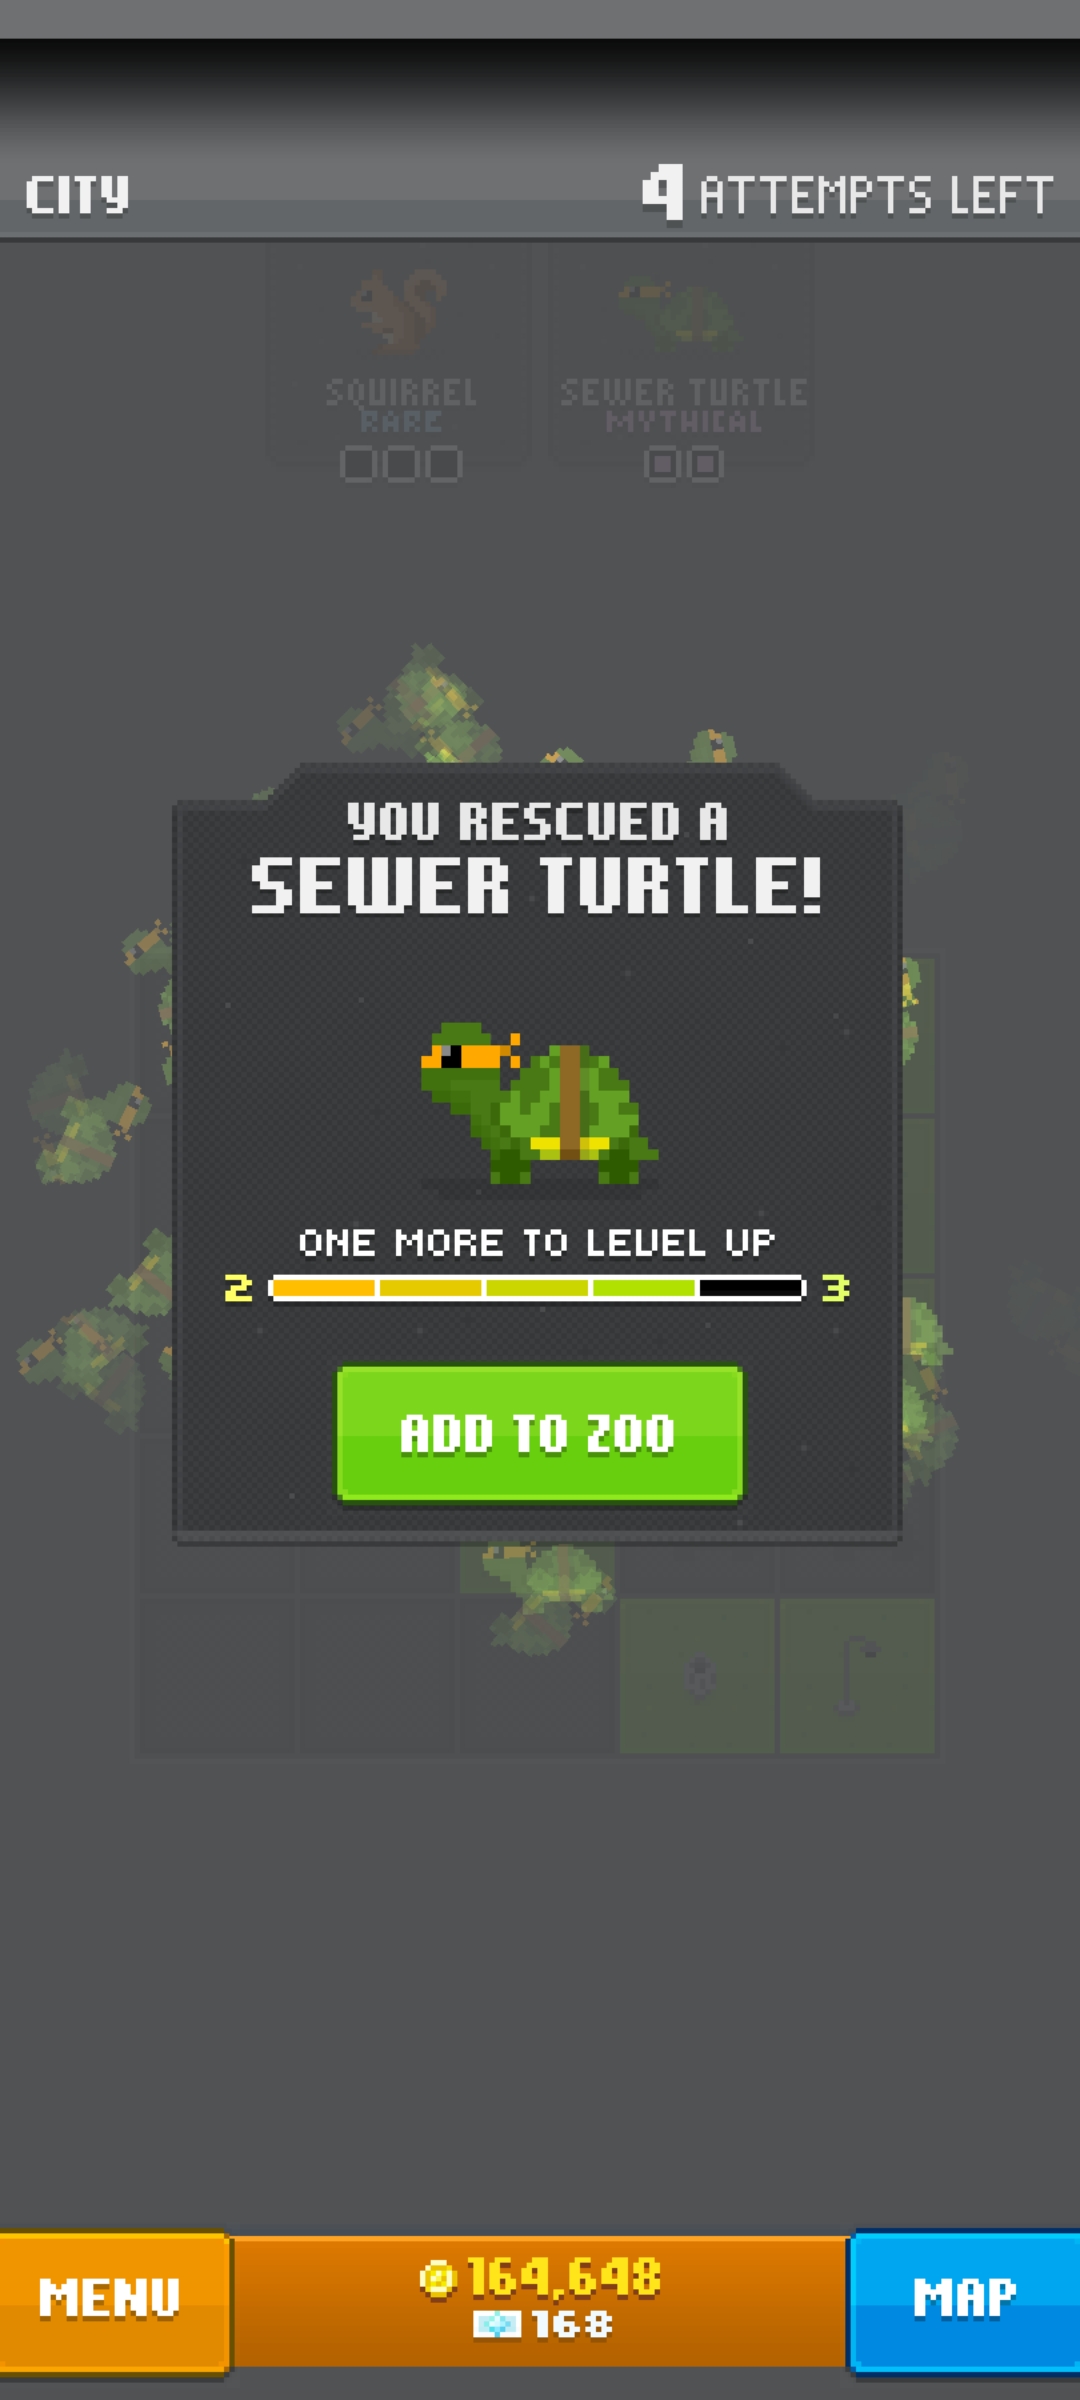 CITY
4 ATTEMPTS LEFT
SQUIRREL
RARE
SEWER TURTLE
MYTHICAL
YOU RESCUED A
SEWER TURTLE!
ONE MORE TO LEVEL UP
2 3
ADD TO ZOO
MENU
164,648
168
MAP